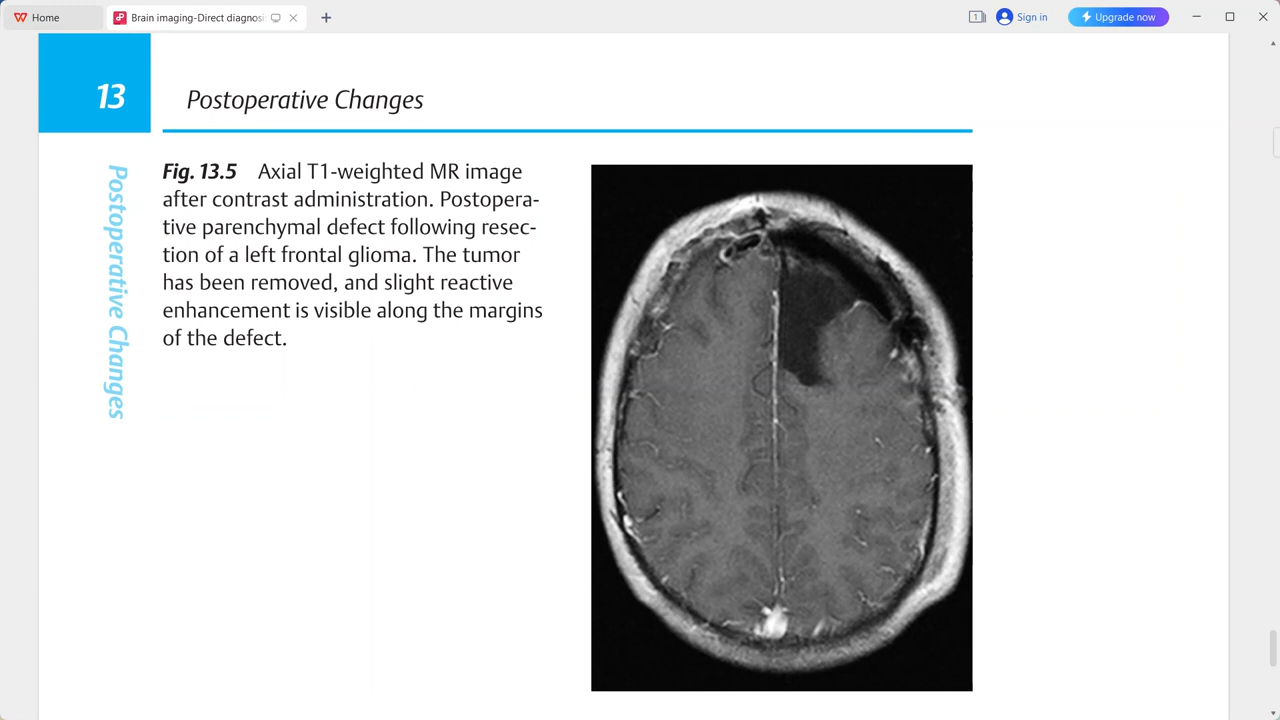 Home
Brain imaging-Direct diagnosi
1
Sign in
Upgrade now
13
Postoperative Changes
Postoperative Changes
Fig. 13.5 Axial T1-weighted MR image
after contrast administration. Postopera-
tive parenchymal defect following resec-
tion of a left frontal glioma. The tumor
has been removed, and slight reactive
enhancement is visible along the margins
of the defect.